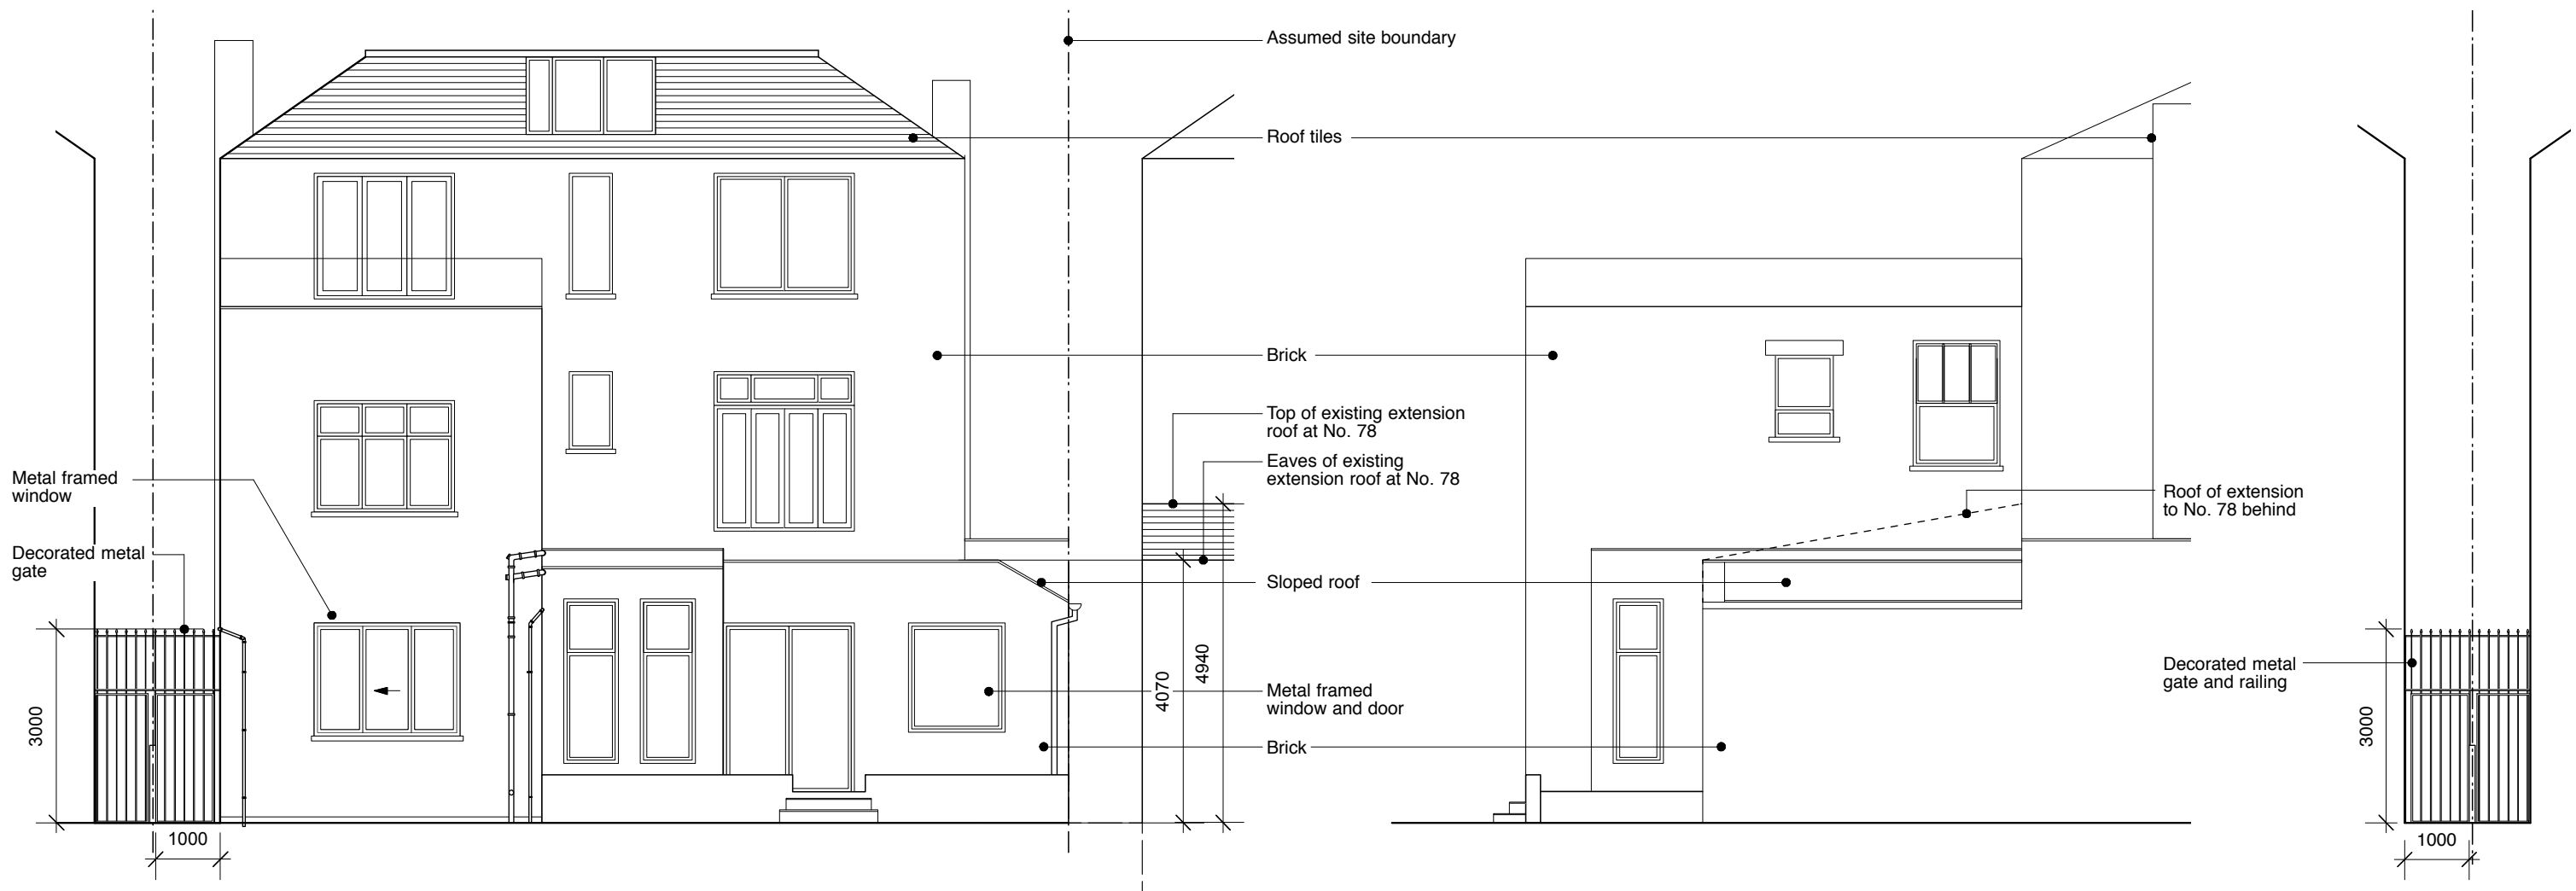 Assumed site boundary
Roof tiles
Brick
Top of existing extension
roof at No. 78
Eaves of existing
extension roof at No. 78
Metal framed
window
Roof of extension
to No. 78 behind
Decorated metal
gate
Sloped roof
4940
4070
Metal framed
window and door
Decorated metal
gate and railing
3000
3000
Brick
1000
1000